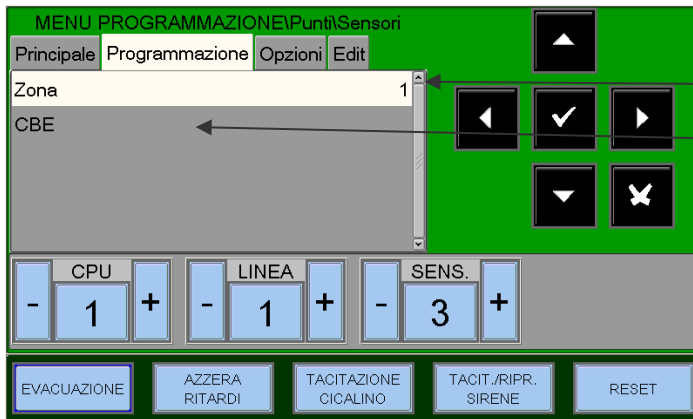 MENU PROGRAMMAZIONE\Punti\Sensori
Principale Programmazione Opzioni Edit
Zona 1
CBE
CPU LINEA SENS.
- 1 + - 1 + - 3 +
EVACUAZIONE
AZZERA
RITARDI
TACITAZIONE
CICALINO
TACIT./RIPR.
SIRENE
RESET